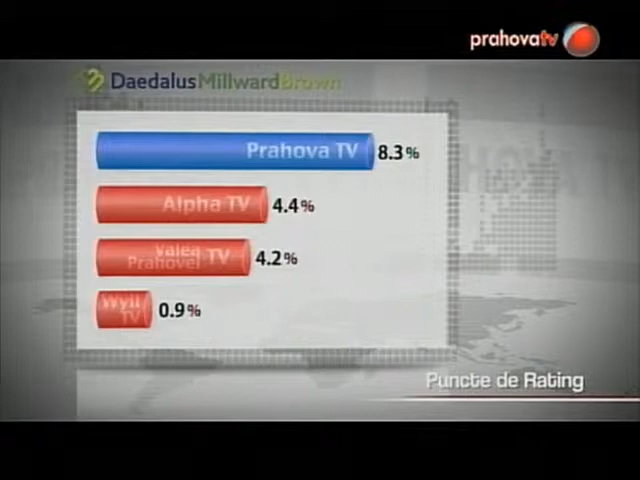 prahovatv
DaedalusMillwardBrown
Prahova TV 8.3%
Alpha TV 4.4%
Valea
Prahovei TV 4.2%
Wyll
TV 0.9%
Puncte de Rating